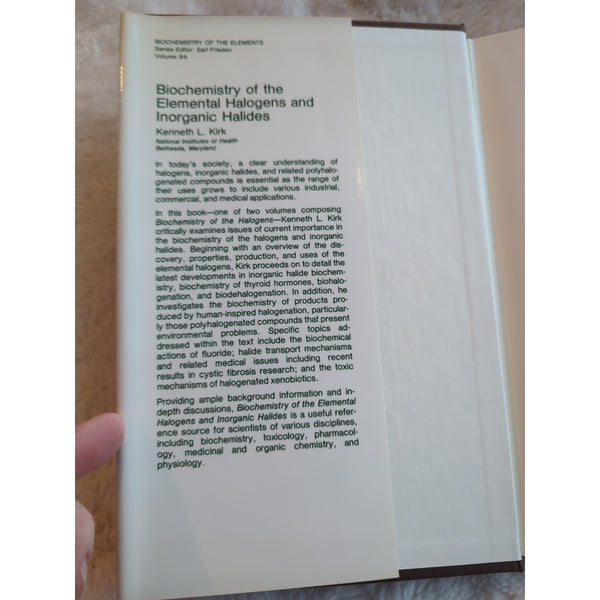 BIOCHEMISTRY OF THE ELEMENTS
Series Editor: Earl Frieden
Volume 9A
Biochemistry of the
Elemental Halogens and
Inorganic Halides
Kenneth L. Kirk
National Institutes of Health
Bethesda, Maryland
In today's society, a clear understanding of
halogens, inorganic halides, and related polyhalo-
genated compounds is essential as the range of
their uses grows to include various industrial,
commercial, and medical applications.
In this book—one of two volumes composing
Biochemistry of the Halogens—Kenneth L. Kirk
critically examines issues of current importance in
the biochemistry of the halogens and inorganic
halides. Beginning with an overview of the dis-
covery, properties, production, and uses of the
elemental halogens, Kirk proceeds on to detail the
latest developments in inorganic halide biochem-
istry, biochemistry of thyroid hormones, biohalo-
genation, and biodehalogenation. In addition, he
investigates the biochemistry of products pro-
duced by human-inspired halogenation, particular-
ly those polyhalogenated compounds that present
environmental problems. Specific topics ad-
dressed within the text include the biochemical
actions of fluoride; halide transport mechanisms
and related medical issues including recent
results in cystic fibrosis research; and the toxic
mechanisms of halogenated xenobiotics.
Providing ample background information and in-
depth discussions, Biochemistry of the Elemental
Halogens and Inorganic Halides is a useful refer-
ence source for scientists of various disciplines,
including biochemistry, toxicology, pharmacol-
ogy, medicinal and organic chemistry, and
physiology.